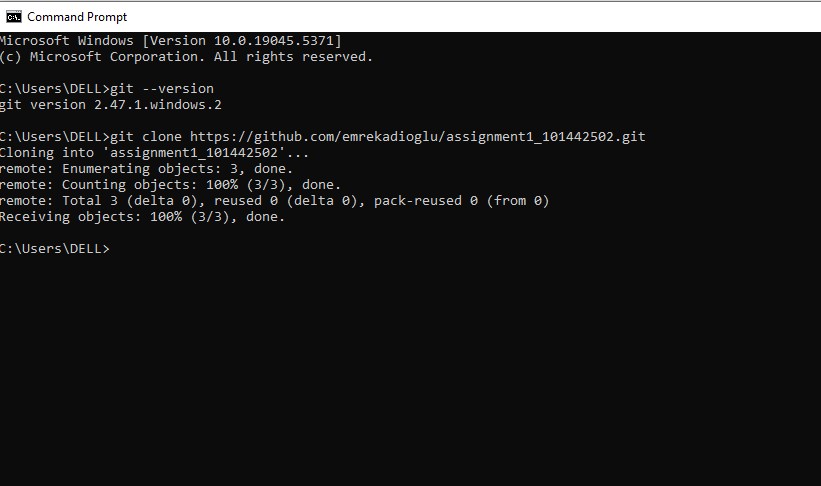 Command Prompt
Microsoft Windows [Version 10.0.19045.5371]
(c) Microsoft Corporation. All rights reserved.
C:\Users\DELL>git --version
git version 2.47.1.windows.2
C:\Users\DELL>git clone https://github.com/emrekadioglu/assignment1_101442502.git
Cloning into 'assignment1_101442502'...
remote: Enumerating objects: 3, done.
remote: Counting objects: 100% (3/3), done.
remote: Total 3 (delta 0), reused 0 (delta 0), pack-reused 0 (from 0)
Receiving objects: 100% (3/3), done.
C:\Users\DELL>